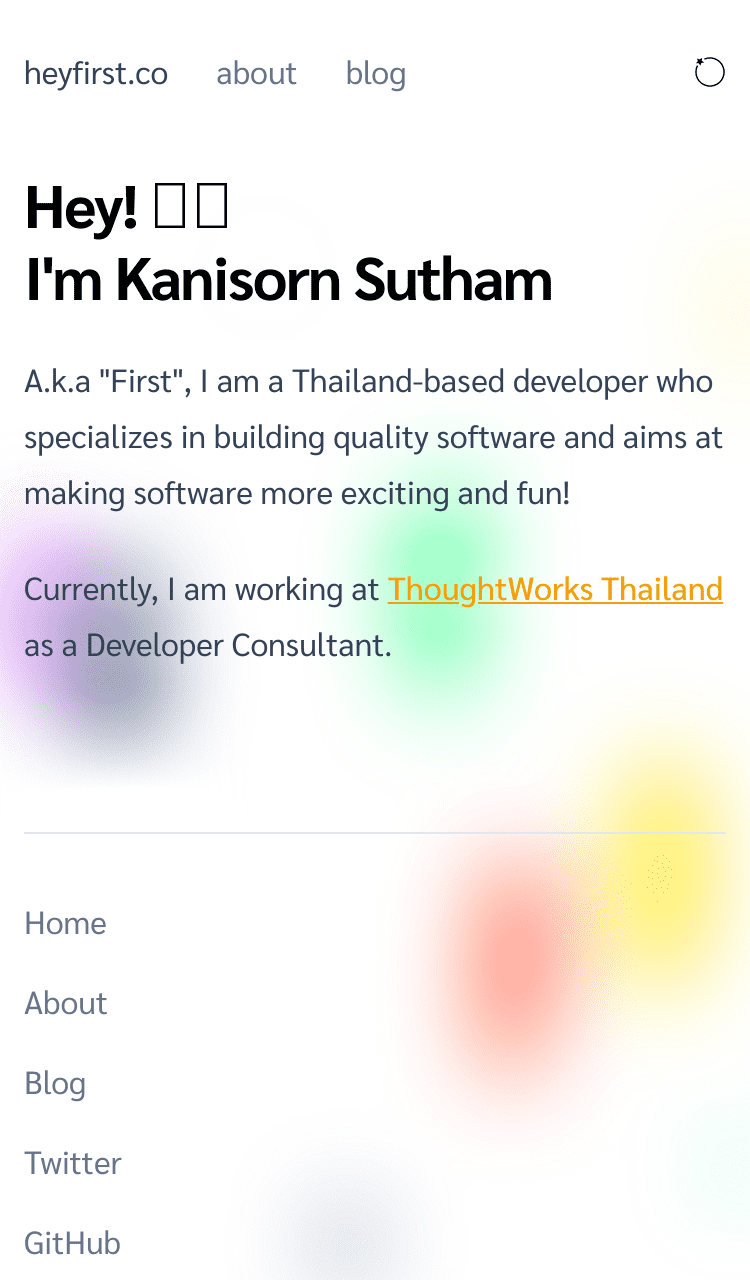 heyfirst.co about blog
Hey!
I'm Kanisorn Sutham
A.k.a "First", I am a Thailand-based developer who
specializes in building quality software and aims at
making software more exciting and fun!
Currently, I am working at ThoughtWorks Thailand
as a Developer Consultant.
Home
About
Blog
Twitter
GitHub